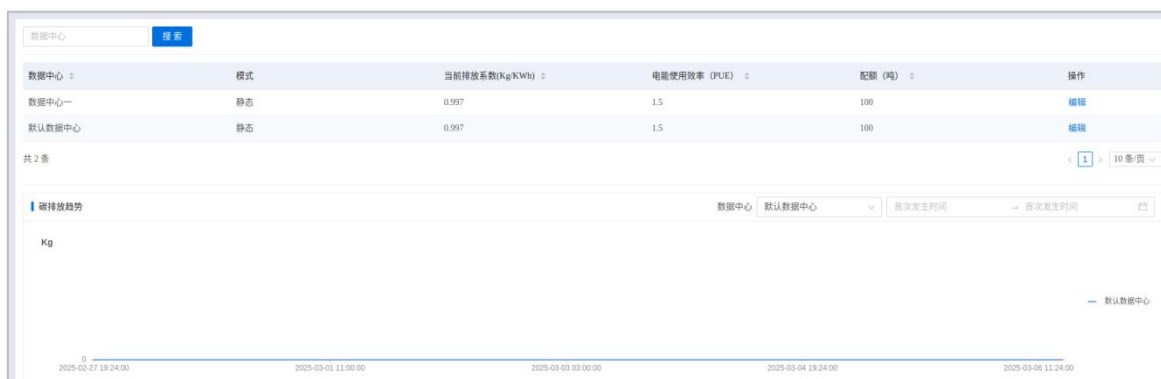 数据中心 搜 索
数据中心 模式 当前排放系数(Kg/KWh) 电能使用效率（PUE） 配额（吨） 操作
数据中心一 静态 0.997 1.5 100 编辑
默认数据中心 静态 0.997 1.5 100 编辑
共 2 条 < 1 > 10 条/页
碳排放趋势 数据中心 默认数据中心 首次发生时间 → 首次发生时间
Kg
默认数据中心
0
2025-02-27 19:24:00 2025-03-01 11:00:00 2025-03-03 03:00:00 2025-03-04 19:24:00 2025-03-06 11:24:00